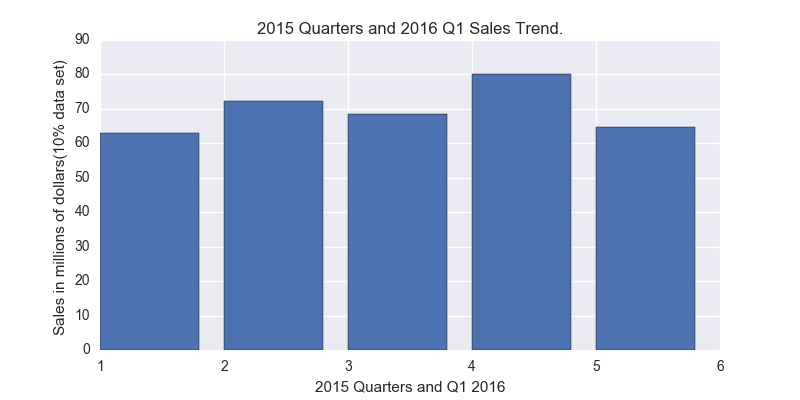 2015 Quarters and 2016 Q1 Sales Trend.
Sales in millions of dollars(10% data set)
90
80
70
60
50
40
30
20
10
0
1 2 3 4 5 6
2015 Quarters and Q1 2016